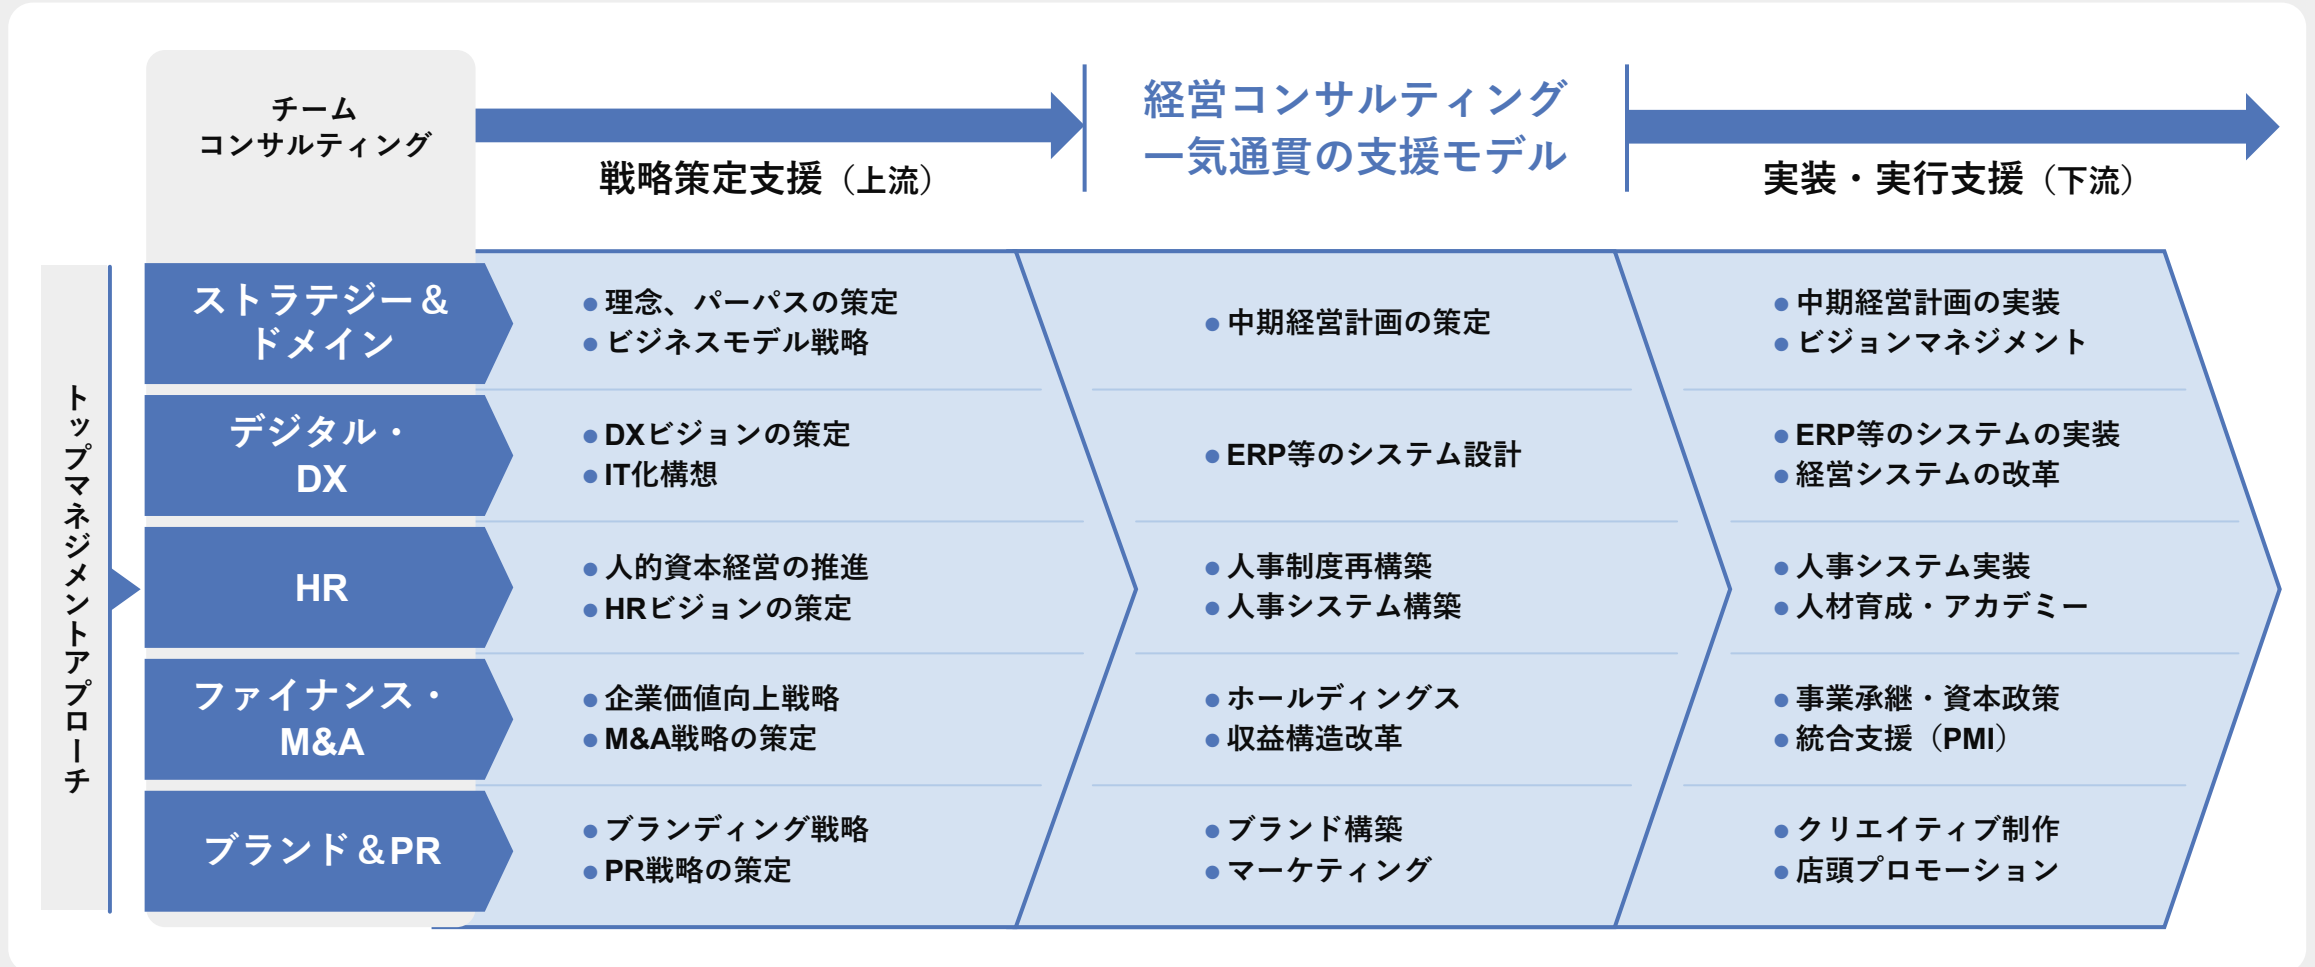 チーム
コンサルティング
戦略策定支援（上流）
経営コンサルティング
一気通貫の支援モデル
実装・実行支援（下流）
トップマネジメントアプローチ
ストラテジー＆
ドメイン
●理念、パーパスの策定
●ビジネスモデル戦略
●中期経営計画の策定
●中期経営計画の実装
●ビジョンマネジメント
デジタル・
DX
●DXビジョンの策定
●IT化構想
●ERP等のシステム設計
●ERP等のシステムの実装
●経営システムの改革
HR
●人的資本経営の推進
●HRビジョンの策定
●人事制度再構築
●人事システム構築
●人事システム実装
●人材育成・アカデミー
ファイナンス・
M&A
●企業価値向上戦略
●M&A戦略の策定
●ホールディングス
●収益構造改革
●事業承継・資本政策
●統合支援（PMI）
ブランド＆PR
●ブランディング戦略
●PR戦略の策定
●ブランド構築
●マーケティング
●クリエイティブ制作
●店頭プロモーション